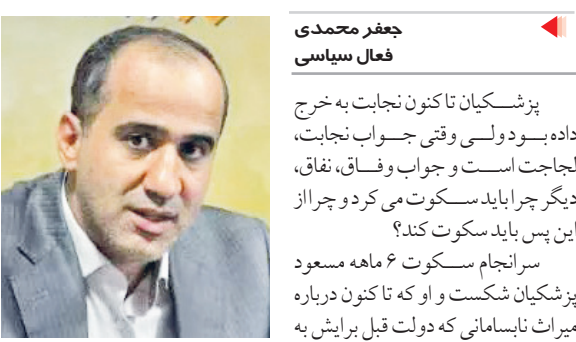 جعفر محمدی
فعال سیاسی
پزشکیان تا کنون نجابت به خرج
داده بود ولی وقتی جواب نجابت،
لجاجت است و جواب وفاق، نفاق،
دیگر چرا باید سکوت می کرد و چرا از
این پس باید سکوت کند؟
سرانجام سکوت ۶ ماهه مسعود
پزشکیان شکست و او که تا کنون درباره
میراث نابسامانی که دولت قبل برایش به